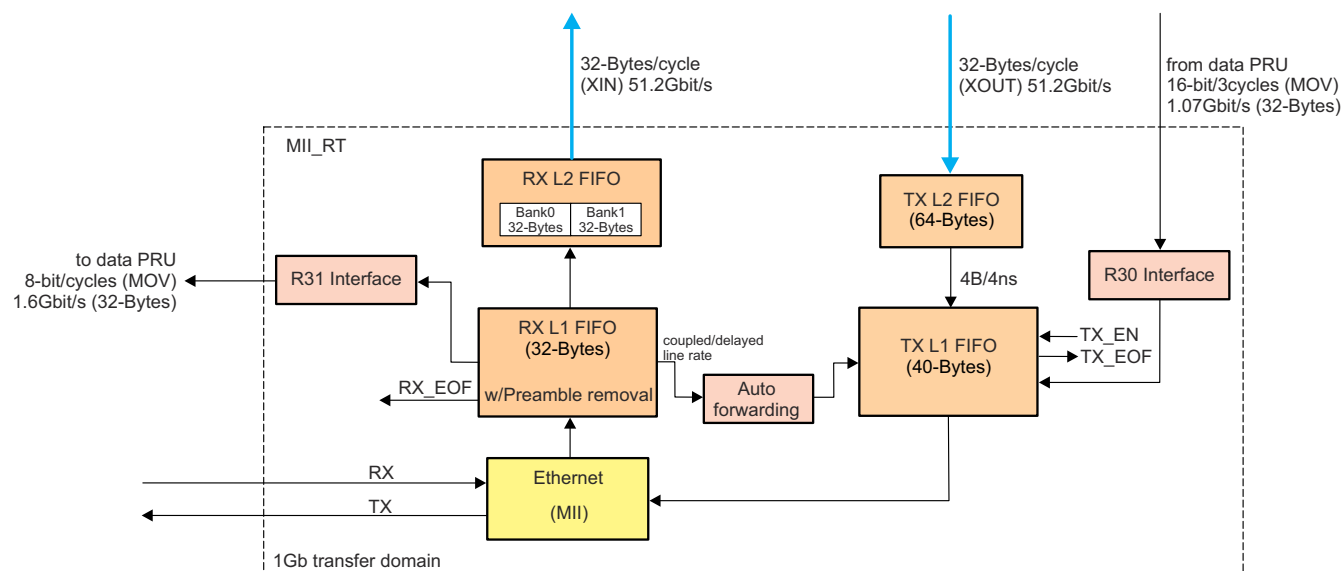 32-Bytes/cycle
(XIN) 51.2Gbit/s
32-Bytes/cycle
(XOUT) 51.2Gbit/s
from data PRU
16-bit/3cycles (MOV)
1.07Gbit/s (32-Bytes)
MII_RT
RX L2 FIFO
Bank0
32-Bytes
Bank1
32-Bytes
TX L2 FIFO
(64-Bytes)
to data PRU
8-bit/cycles (MOV)
1.6Gbit/s (32-Bytes)
R31 Interface
4B/4ns
R30 Interface
RX L1 FIFO
(32-Bytes)
w/Preamble removal
coupled/delayed
line rate
TX L1 FIFO
(40-Bytes)
TX_EN
TX_EOF
RX_EOF
Auto
forwarding
RX
TX
Ethernet
(MII)
1Gb transfer domain